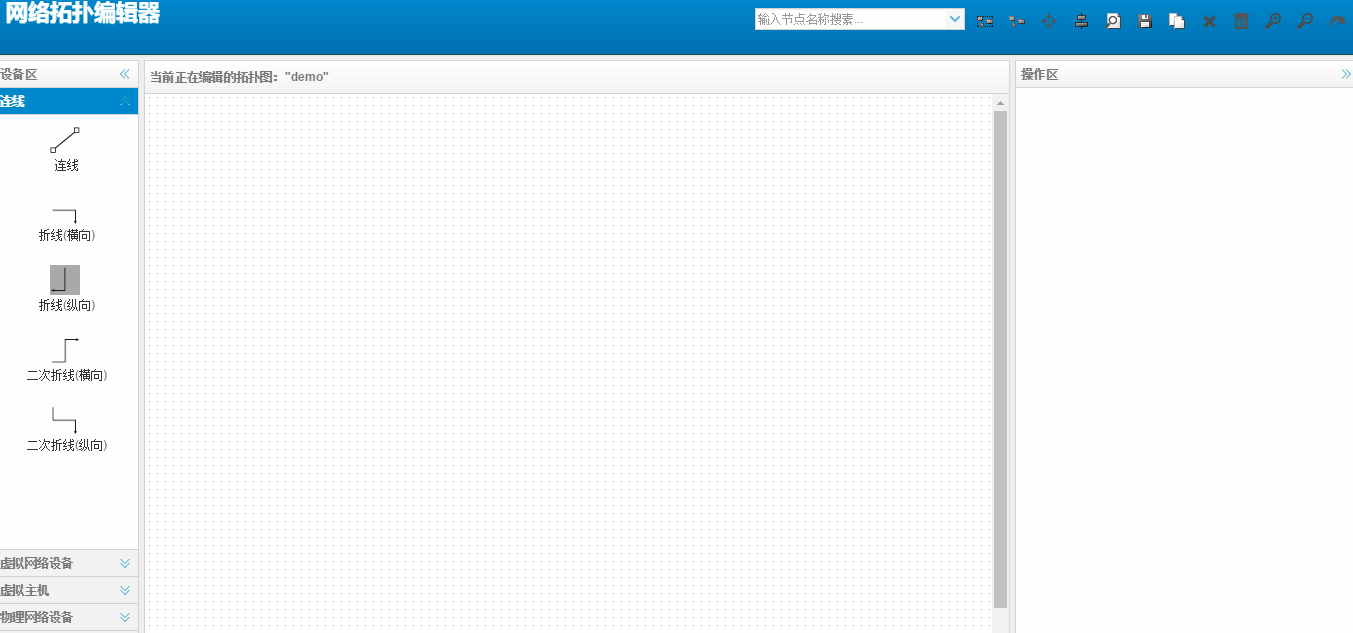 网络拓扑编辑器
输入节点名称搜索...
设备区
当前正在编辑的拓扑图："demo"
操作区
连线
连线
折线(横向)
折线(纵向)
二次折线(横向)
二次折线(纵向)
虚拟网络设备
虚拟主机
物理网络设备